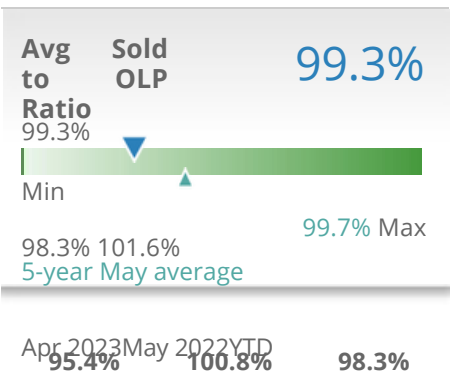 Avg Sold 99.3%
to OLP
Ratio
99.3%
Min
99.7% Max
98.3% 101.6%
5-year May average
Apr 2023May 2022YTD
95.4% 100.8% 98.3%